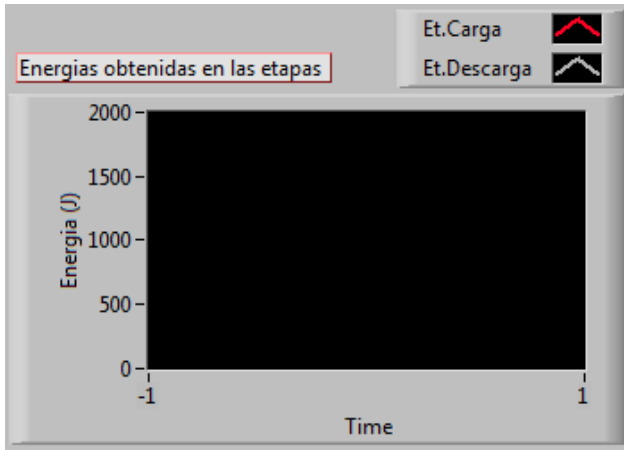 Et.Carga
Energias obtenidas en las etapas
Et.Descarga
2000
1500
1000
500
0
Energia (J)
-1
1
Time